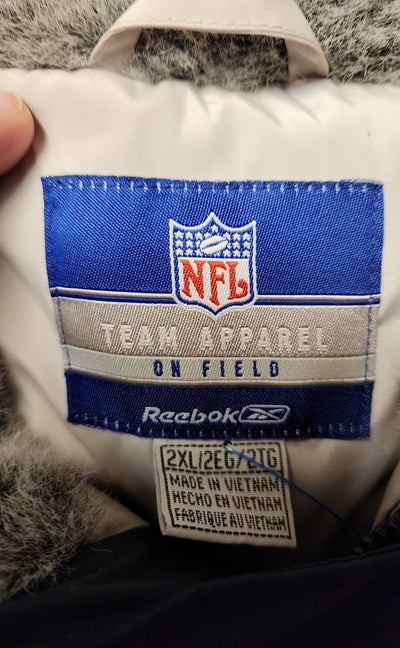 NFL
TEAM APPAREL
ON FIELD
Reebok
2XL/2EG/2TG
MADE IN VIETNAM
HECHO EN VIETNAM
FABRIQUE AU VIETNAM